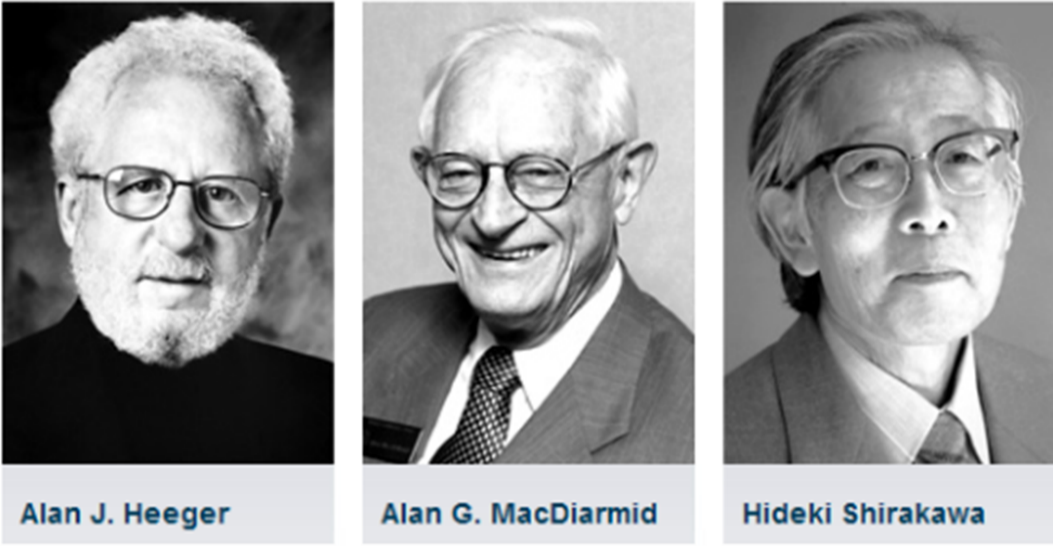 Alan J. Heeger
Alan G. MacDiarmid
Hideki Shirakawa